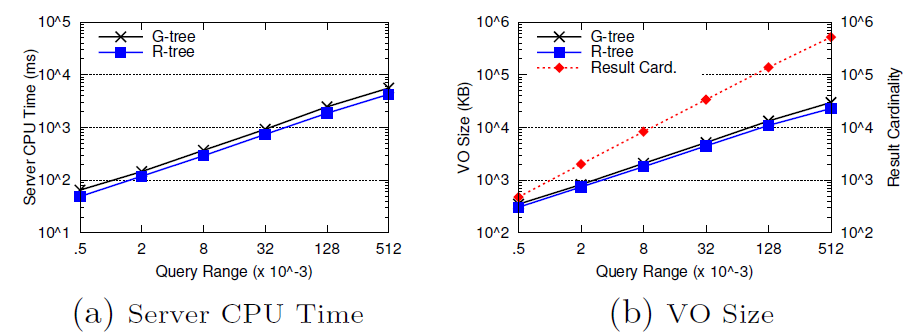 10^5
10^4
10^3
10^2
10^1
Server CPU Time (ms)
G-tree
R-tree
.5 2 8 32 128 512
Query Range (x 10^-3)
(a) Server CPU Time
10^6
10^5
10^4
10^3
10^2
VO Size (KB)
G-tree
R-tree
Result Card.
10^6
10^5
10^4
10^3
10^2
Result Cardinality
.5 2 8 32 128 512
Query Range (x 10^-3)
(b) VO Size